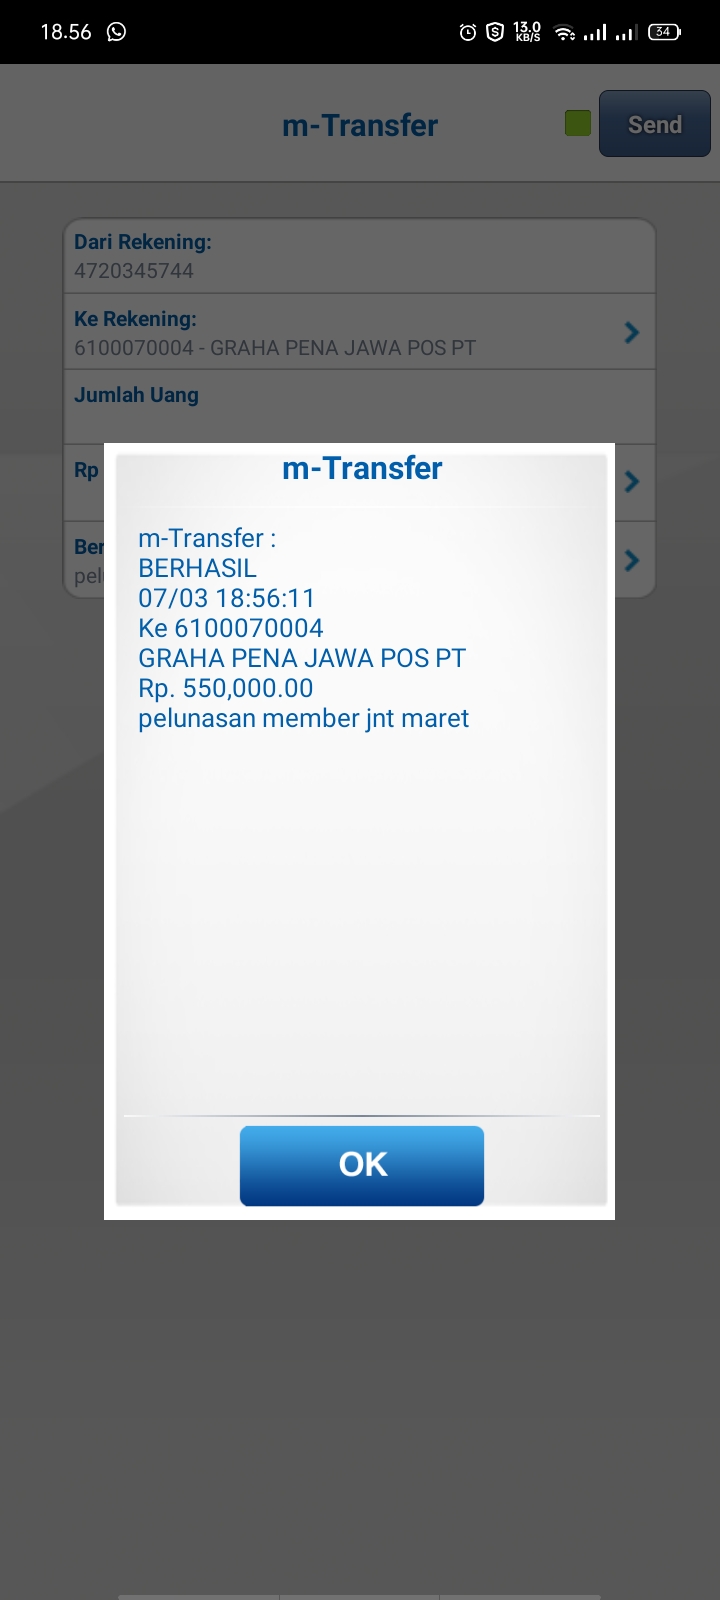 18.56
13.0
KB/S
34
m-Transfer
Send
Dari Rekening:
4720345744
Ke Rekening:
6100070004 - GRAHA PENA JAWA POS PT
Jumlah Uang
Rp
Ber
pel
m-Transfer
m-Transfer :
BERHASIL
07/03 18:56:11
Ke 6100070004
GRAHA PENA JAWA POS PT
Rp. 550,000.00
pelunasan member jnt maret
OK